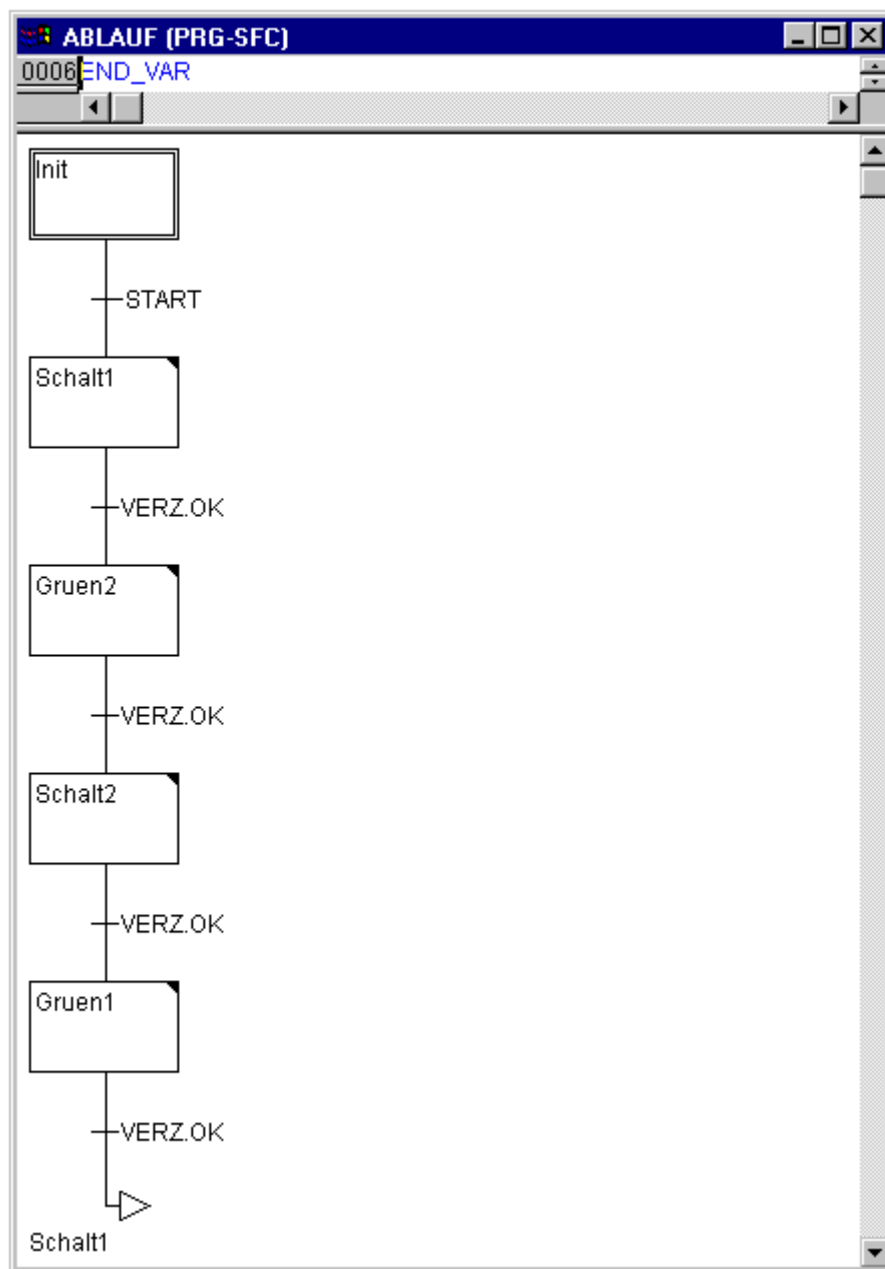 ABLAUF (PRG-SFC)
0006 END_VAR
Init
START
Schalt1
VERZ.OK
Gruen2
VERZ.OK
Schalt2
VERZ.OK
Gruen1
VERZ.OK
Schalt1